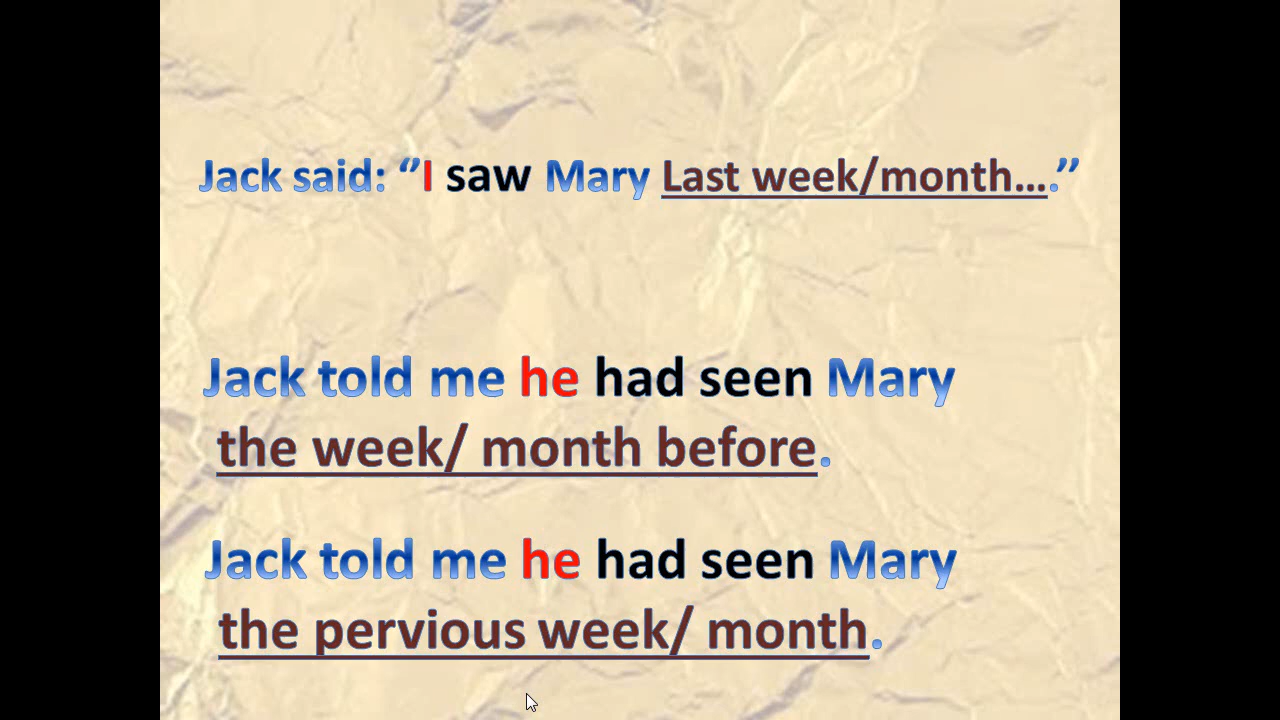 Jack said: “I saw Mary Last week/month….”
Jack told me he had seen Mary
the week/ month before.
Jack told me he had seen Mary
the pervious week/ month.